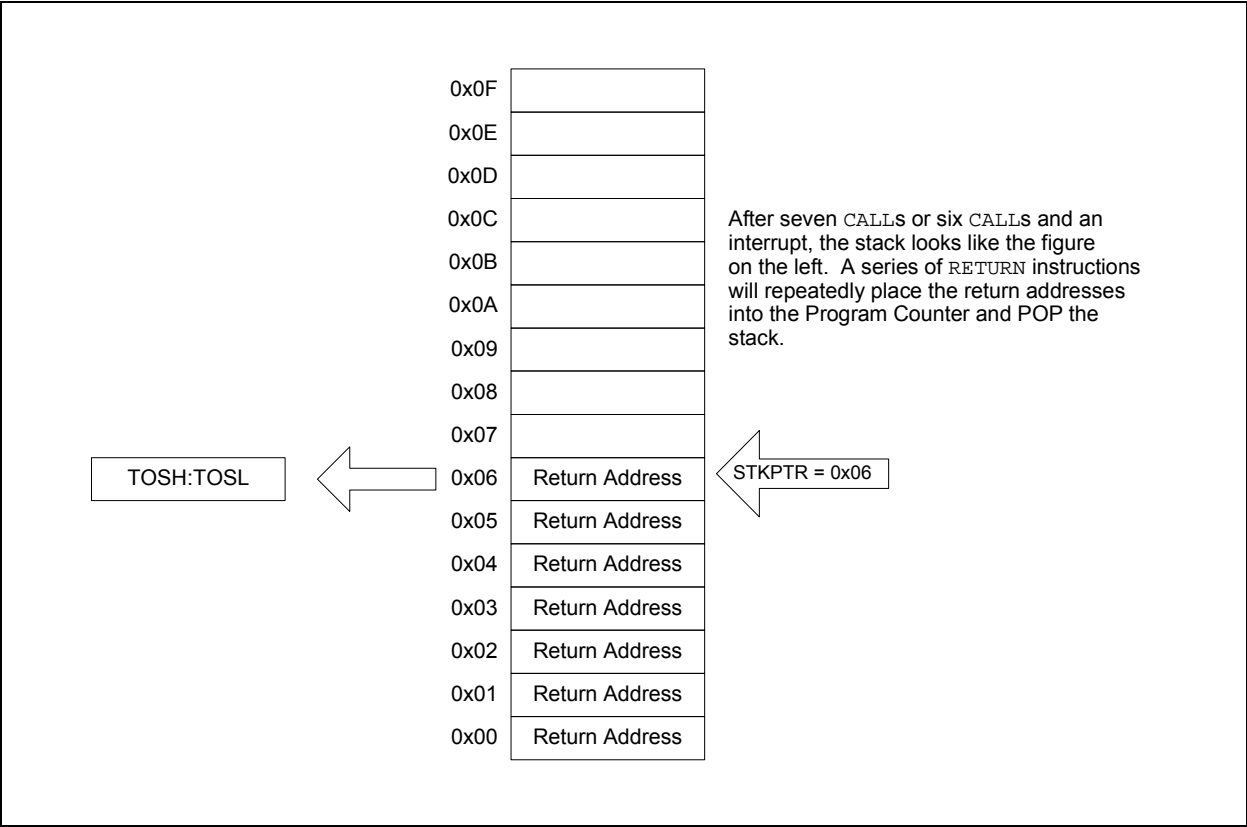 0x0F
0x0E
0x0D
0x0C
0x0B
0x0A
0x09
0x08
0x07
After seven CALLs or six CALLs and an
interrupt, the stack looks like the figure
on the left. A series of RETURN instructions
will repeatedly place the return addresses
into the Program Counter and POP the
stack.
TOSH:TOSL
0x06 Return Address
STKPTR = 0x06
0x05 Return Address
0x04 Return Address
0x03 Return Address
0x02 Return Address
0x01 Return Address
0x00 Return Address